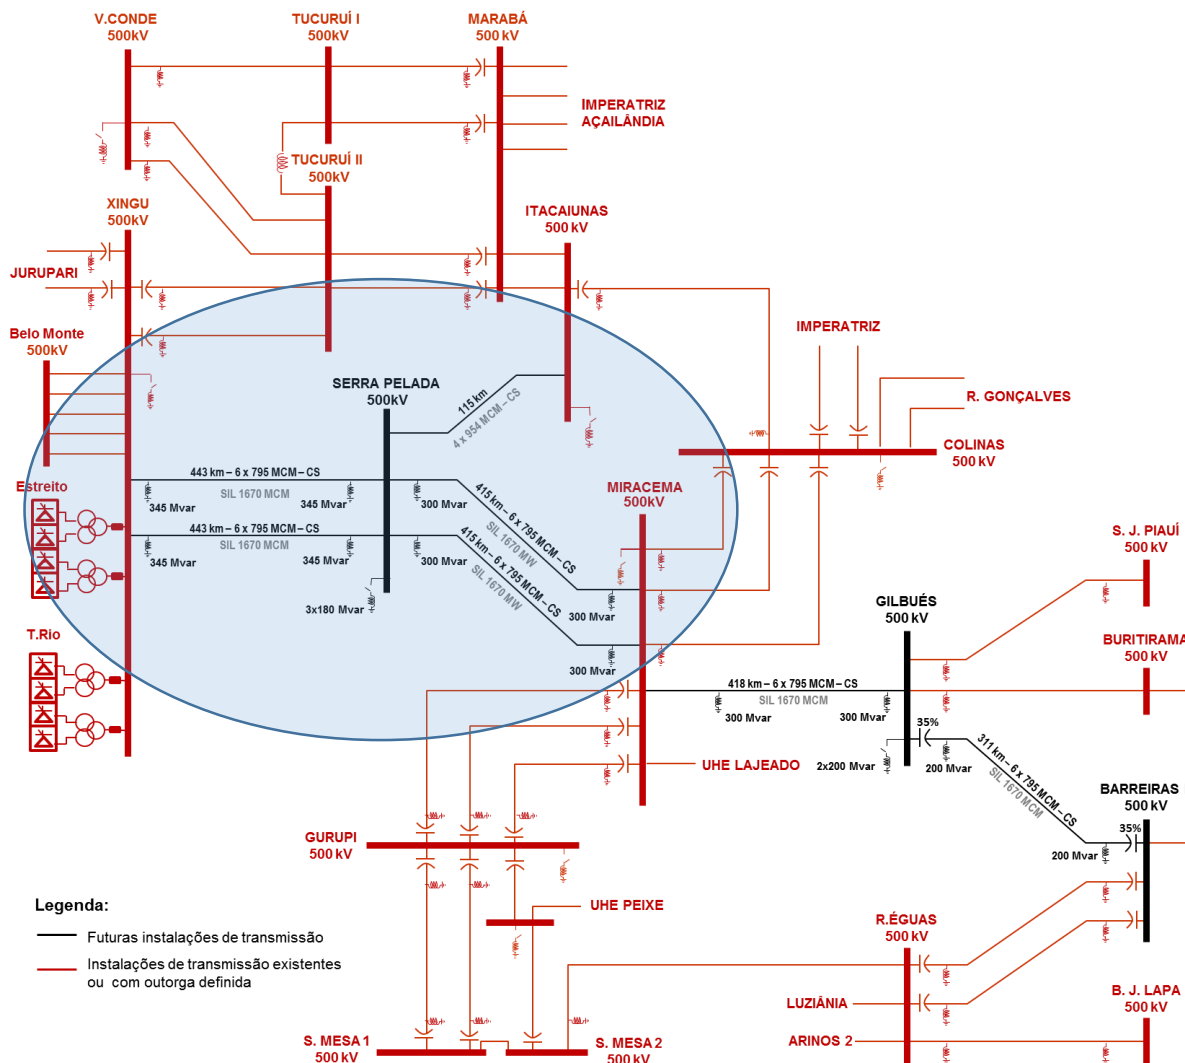 V.CONDE
500kV
TUCURUÍ I
500kV
MARABÁ
500 kV
IMPERATRIZ
AÇAILÂNDIA
TUCURUÍ II
500kV
XINGU
500kV
ITACAIUNAS
500 kV
JURUPARI
Belo Monte
500kV
IMPERATRIZ
SERRA PELADA
500kV
115 km
4 x 954 MCM – CS
R. GONÇALVES
COLINAS
500 kV
443 km – 6 x 795 MCM – CS
SIL 1670 MCM
345 Mvar
345 Mvar
300 Mvar
415 km – 6 x 795 MCM – CS
SIL 1670 MW
MIRACEMA
500kV
Estreito
443 km – 6 x 795 MCM – CS
SIL 1670 MCM
345 Mvar
345 Mvar
300 Mvar
415 km – 6 x 795 MCM – CS
SIL 1670 MW
300 Mvar
300 Mvar
3x180 Mvar
S. J. PIAUÍ
500 kV
GILBUÉS
500 kV
T.Rio
BURITIRAMA
500 kV
418 km – 6 x 795 MCM – CS
SIL 1670 MCM
300 Mvar
300 Mvar
35%
2x200 Mvar
200 Mvar
311 km – 6 x 795 MCM – CS
SIL 1670 MCM
UHE LAJEADO
BARREIRAS
500 kV
35%
200 Mvar
GURUPI
500 kV
UHE PEIXE
R.ÉGUAS
500 kV
Legenda:
Futuras instalações de transmissão
Instalações de transmissão existentes
ou com outorga definida
LUZIÂNIA
B. J. LAPA
500 kV
ARINOS 2
S. MESA 1
500 kV
S. MESA 2
500 kV